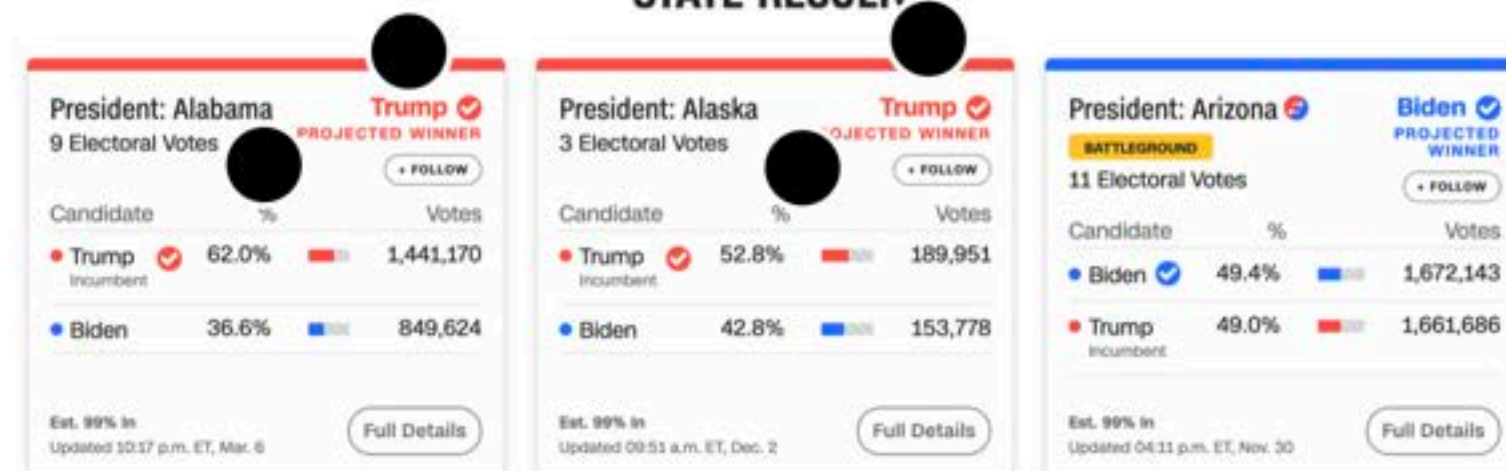 President: Alabama
Trump
PROJECTED WINNER
9 Electoral Votes
+ FOLLOW
Candidate % Votes
Trump 62.0% 1,441,170
Incumbent
Biden 36.6% 849,624
Est. 99% In
Updated 10:17 p.m. ET, Mar. 6
Full Details
President: Alaska
Trump
WINNER
3 Electoral Votes
+ FOLLOW
Candidate % Votes
Trump 52.8% 189,951
Incumbent
Biden 42.8% 153,778
Est. 99% In
Updated 09:51 a.m. ET, Dec. 2
Full Details
President: Arizona
Biden
PROJECTED
WINNER
BATTLEGROUND
11 Electoral Votes
+ FOLLOW
Candidate % Votes
Biden 49.4% 1,672,143
Trump 49.0% 1,661,686
Incumbent
Est. 99% In
Updated 04:11 p.m. ET, Nov. 30
Full Details